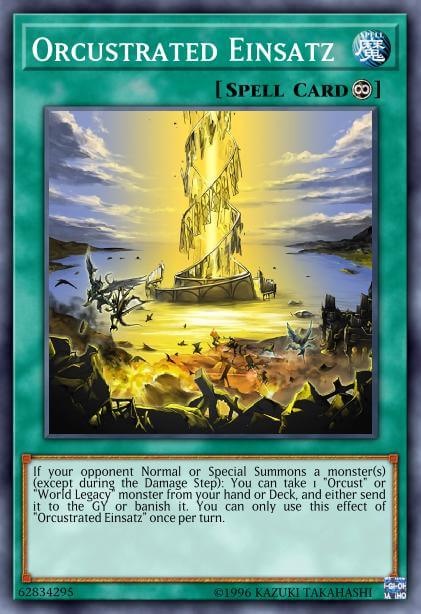 Orcustrated Einsatz
SPELL
魔
[Spell Card]
If your opponent Normal or Special Summons a monster(s)
(except during the Damage Step): You can take 1 "Orcust" or
"World Legacy" monster from your hand or Deck, and either send
it to the GY or banish it. You can only use this effect of
"Orcustrated Einsatz" once per turn.
62834295
©1996 KAZUKI TAKAHASHI